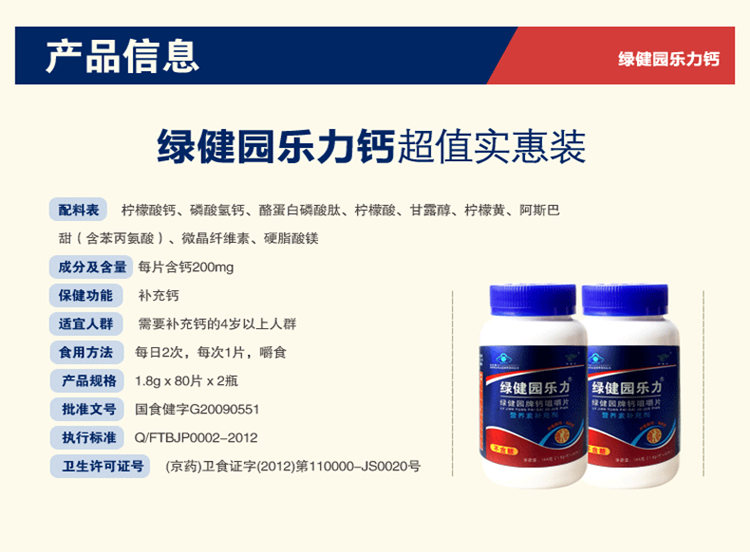 产品信息
绿健园乐力钙
绿健园乐力钙超值实惠装
配料表 柠檬酸钙、磷酸氢钙、酪蛋白磷酸肽、柠檬酸、甘露醇、柠檬黄、阿斯巴
甜（含苯丙氨酸）、微晶纤维素、硬脂酸镁
成分及含量 每片含钙200mg
保健功能 补充钙
适宜人群 需要补充钙的4岁以上人群
食用方法 每日2次，每次1片，嚼食
产品规格 1.8g x 80片 x 2瓶
批准文号 国食健字G20090551
执行标准 Q/FTBJP0002-2012
卫生许可证号 (京药)卫食证字(2012)第110000-JS0020号
绿健园乐力®
绿健园牌钙咀嚼片
营养素补充剂
无含糖
绿健园乐力®
绿健园牌钙咀嚼片
营养素补充剂